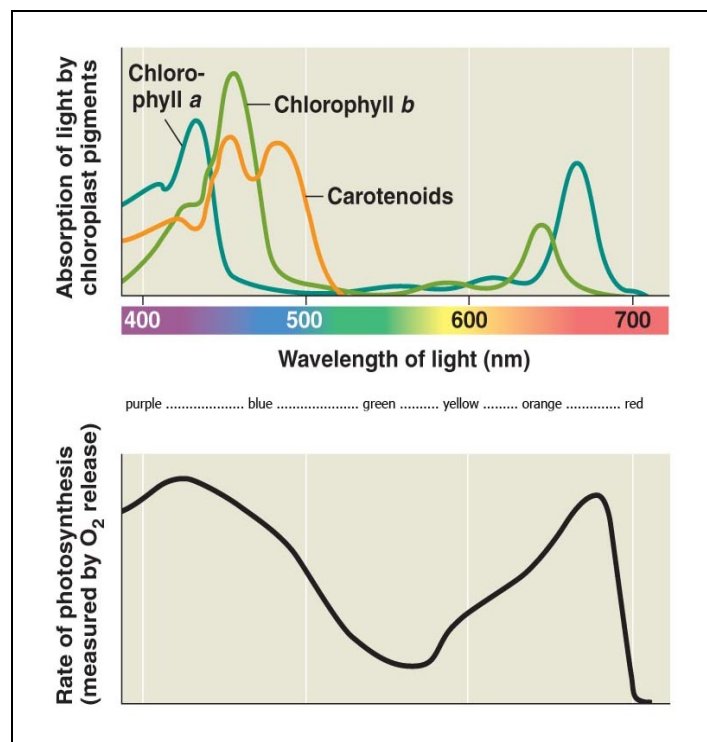 Absorption of light by
chloroplast pigments
Chloro-
phyll a
Chlorophyll b
Carotenoids
400 500 600 700
Wavelength of light (nm)
purple .................... blue ..................... green .......... yellow ......... orange .............. red
Rate of photosynthesis
(measured by O₂ release)